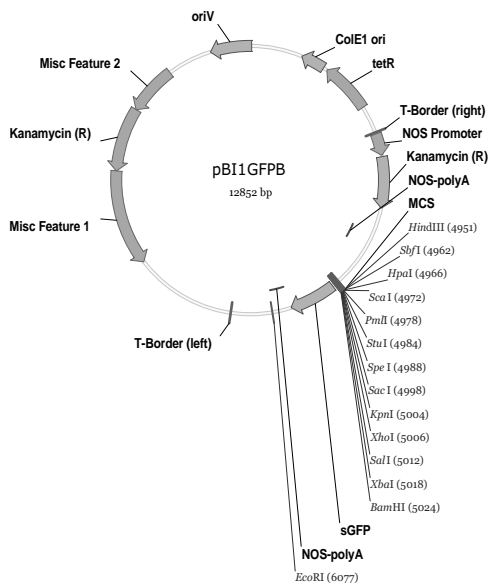 oriV
ColE1 ori
tetR
Misc Feature 2
T-Border (right)
NOS Promoter
Kanamycin (R)
Kanamycin (R)
pBI1GFPB
12852 bp
NOS-polyA
MCS
HindIII (4951)
Misc Feature 1
SbfI (4962)
HpaI (4966)
ScaI (4972)
PmlI (4978)
StuI (4984)
T-Border (left)
SpeI (4988)
SacI (4998)
KpnI (5004)
XhoI (5006)
SalI (5012)
XbaI (5018)
BamHI (5024)
sGFP
NOS-polyA
EcoRI (6077)